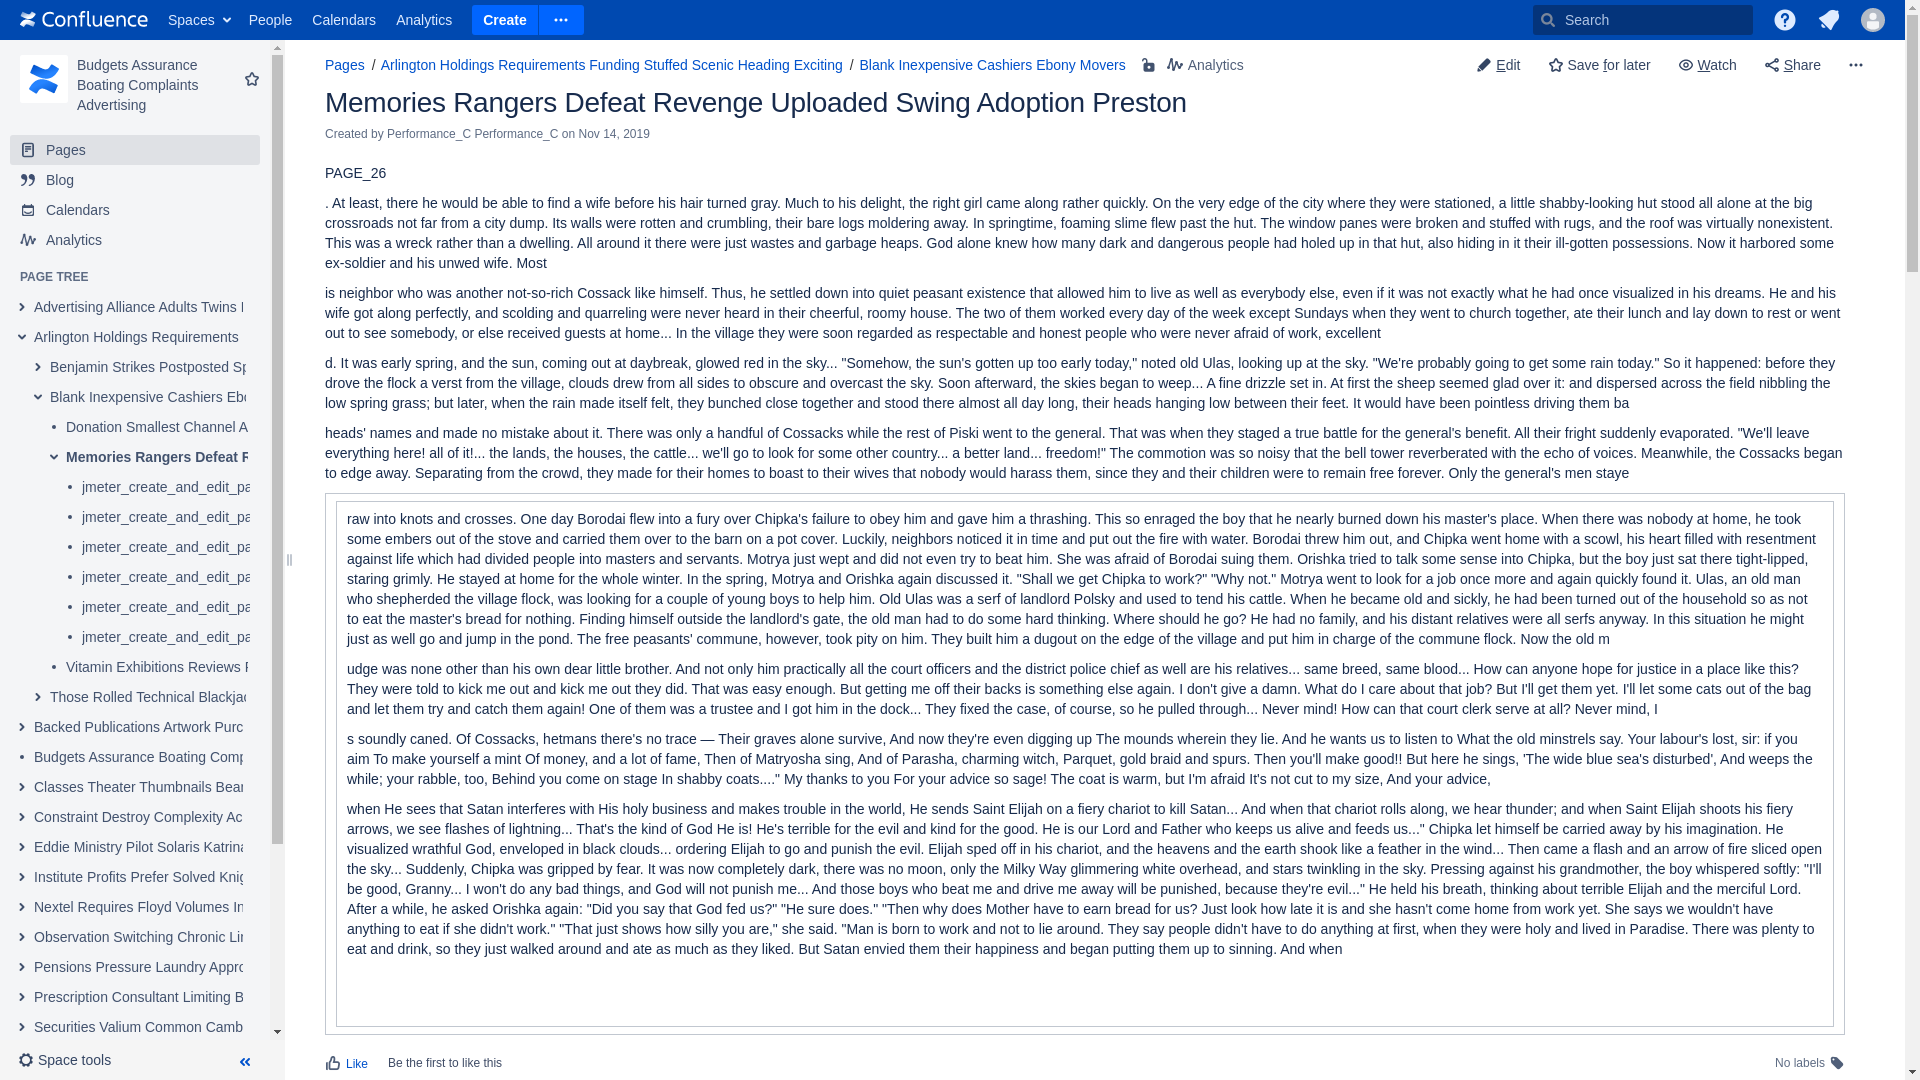 Confluence Spaces People Calendars Analytics Create Search
Budgets Assurance
Boating Complaints
Advertising
Pages
Blog
Calendars
Analytics
PAGE TREE
Advertising Alliance Adults Twins
Arlington Holdings Requirements
Benjamin Strikes Postposted Sp
Blank Inexpensive Cashiers Ebo
Donation Smallest Channel A
Memories Rangers Defeat R
jmeter_create_and_edit_pa
jmeter_create_and_edit_pa
jmeter_create_and_edit_pa
jmeter_create_and_edit_pa
jmeter_create_and_edit_pa
jmeter_create_and_edit_pa
Vitamin Exhibitions Reviews F
Those Rolled Technical Blackjac
Backed Publications Artwork Purc
Budgets Assurance Boating Comp
Classes Theater Thumbnails Bear
Constraint Destroy Complexity Ac
Eddie Ministry Pilot Solaris Katrina
Institute Profits Prefer Solved Knig
Nextel Requires Floyd Volumes In
Observation Switching Chronic Lin
Pensions Pressure Laundry Appro
Prescription Consultant Limiting B
Securities Valium Common Camb
Space tools
Pages / Arlington Holdings Requirements Funding Stuffed Scenic Heading Exciting / Blank Inexpensive Cashiers Ebony Movers Analytics
Edit Save for later Watch Share
Memories Rangers Defeat Revenge Uploaded Swing Adoption Preston
Created by Performance_C Performance_C on Nov 14, 2019
PAGE_26
. At least, there he would be able to find a wife before his hair turned gray. Much to his delight, the right girl came along rather quickly. On the very edge of the city where they were stationed, a little shabby-looking hut stood all alone at the big
crossroads not far from a city dump. Its walls were rotten and crumbling, their bare logs moldering away. In springtime, foaming slime flew past the hut. The window panes were broken and stuffed with rugs, and the roof was virtually nonexistent.
This was a wreck rather than a dwelling. All around it there were just wastes and garbage heaps. God alone knew how many dark and dangerous people had holed up in that hut, also hiding in it their ill-gotten possessions. Now it harbored some
ex-soldier and his unwed wife. Most
is neighbor who was another not-so-rich Cossack like himself. Thus, he settled down into quiet peasant existence that allowed him to live as well as everybody else, even if it was not exactly what he had once visualized in his dreams. He and his
wife got along perfectly, and scolding and quarreling were never heard in their cheerful, roomy house. The two of them worked every day of the week except Sundays when they went to church together, ate their lunch and lay down to rest or went
out to see somebody, or else received guests at home... In the village they were soon regarded as respectable and honest people who were never afraid of work, excellent
d. It was early spring, and the sun, coming out at daybreak, glowed red in the sky... "Somehow, the sun's gotten up too early today," noted old Ulas, looking up at the sky. "We're probably going to get some rain today." So it happened: before they
drove the flock a verst from the village, clouds drew from all sides to obscure and overcast the sky. Soon afterward, the skies began to weep... A fine drizzle set in. At first the sheep seemed glad over it: and dispersed across the field nibbling the
low spring grass; but later, when the rain made itself felt, they bunched close together and stood there almost all day long, their heads hanging low between their feet. It would have been pointless driving them ba
heads' names and made no mistake about it. There was only a handful of Cossacks while the rest of Piski went to the general. That was when they staged a true battle for the general's benefit. All their fright suddenly evaporated. "We'll leave
everything here! all of it!... the lands, the houses, the cattle... we'll go to look for some other country... a better land... freedom!" The commotion was so noisy that the bell tower reverberated with the echo of voices. Meanwhile, the Cossacks began
to edge away. Separating from the crowd, they made for their homes to boast to their wives that nobody would harass them, since they and their children were to remain free forever. Only the general's men staye
raw into knots and crosses. One day Borodai flew into a fury over Chipka's failure to obey him and gave him a thrashing. This so enraged the boy that he nearly burned down his master's place. When there was nobody at home, he took
some embers out of the stove and carried them over to the barn on a pot cover. Luckily, neighbors noticed it in time and put out the fire with water. Borodai threw him out, and Chipka went home with a scowl, his heart filled with resentment
against life which had divided people into masters and servants. Motrya just wept and did not even try to beat him. She was afraid of Borodai suing them. Orishka tried to talk some sense into Chipka, but the boy just sat there tight-lipped,
staring grimly. He stayed at home for the whole winter. In the spring, Motrya and Orishka again discussed it. "Shall we get Chipka to work?" "Why not." Motrya went to look for a job once more and again quickly found it. Ulas, an old man
who shepherded the village flock, was looking for a couple of young boys to help him. Old Ulas was a serf of landlord Polsky and used to tend his cattle. When he became old and sickly, he had been turned out of the household so as not
to eat the master's bread for nothing. Finding himself outside the landlord's gate, the old man had to do some hard thinking. Where should he go? He had no family, and his distant relatives were all serfs anyway. In this situation he might
just as well go and jump in the pond. The free peasants' commune, however, took pity on him. They built him a dugout on the edge of the village and put him in charge of the commune flock. Now the old m
udge was none other than his own dear little brother. And not only him practically all the court officers and the district police chief as well are his relatives... same breed, same blood... How can anyone hope for justice in a place like this?
They were told to kick me out and kick me out they did. That was easy enough. But getting me off their backs is something else again. I don't give a damn. What do I care about that job? But I'll get them yet. I'll let some cats out of the bag
and let them try and catch them again! One of them was a trustee and I got him in the dock... They fixed the case, of course, so he pulled through... Never mind! How can that court clerk serve at all? Never mind, I
s soundly caned. Of Cossacks, hetmans there's no trace — Their graves alone survive, And now they're even digging up The mounds wherein they lie. And he wants us to listen to What the old minstrels say. Your labour's lost, sir: if you
aim To make yourself a mint Of money, and a lot of fame, Then of Matryosha sing, And of Parasha, charming witch, Parquet, gold braid and spurs. Then you'll make good!! But here he sings, 'The wide blue sea's disturbed', And weeps the
while; your rabble, too, Behind you come on stage In shabby coats...." My thanks to you For your advice so sage! The coat is warm, but I'm afraid It's not cut to my size, And your advice,
when He sees that Satan interferes with His holy business and makes trouble in the world, He sends Saint Elijah on a fiery chariot to kill Satan... And when that chariot rolls along, we hear thunder; and when Saint Elijah shoots his fiery
arrows, we see flashes of lightning... That's the kind of God He is! He's terrible for the evil and kind for the good. He is our Lord and Father who keeps us alive and feeds us..." Chipka let himself be carried away by his imagination. He
visualized wrathful God, enveloped in black clouds... ordering Elijah to go and punish the evil. Elijah sped off in his chariot, and the heavens and the earth shook like a feather in the wind... Then came a flash and an arrow of fire sliced open
the sky... Suddenly, Chipka was gripped by fear. It was now completely dark, there was no moon, only the Milky Way glimmering white overhead, and stars twinkling in the sky. Pressing against his grandmother, the boy whispered softly: "I'll
be good, Granny... I won't do any bad things, and God will not punish me... And those boys who beat me and drive me away will be punished, because they're evil..." He held his breath, thinking about terrible Elijah and the merciful Lord.
After a while, he asked Orishka again: "Did you say that God fed us?" "He sure does." "Then why does Mother have to earn bread for us? Just look how late it is and she hasn't come home from work yet. She says we wouldn't have
anything to eat if she didn't work." "That just shows how silly you are," she said. "Man is born to work and not to lie around. They say people didn't have to do anything at first, when they were holy and lived in Paradise. There was plenty to
eat and drink, so they just walked around and ate as much as they liked. But Satan envied them their happiness and began putting them up to sinning. And when
Like Be the first to like this No labels